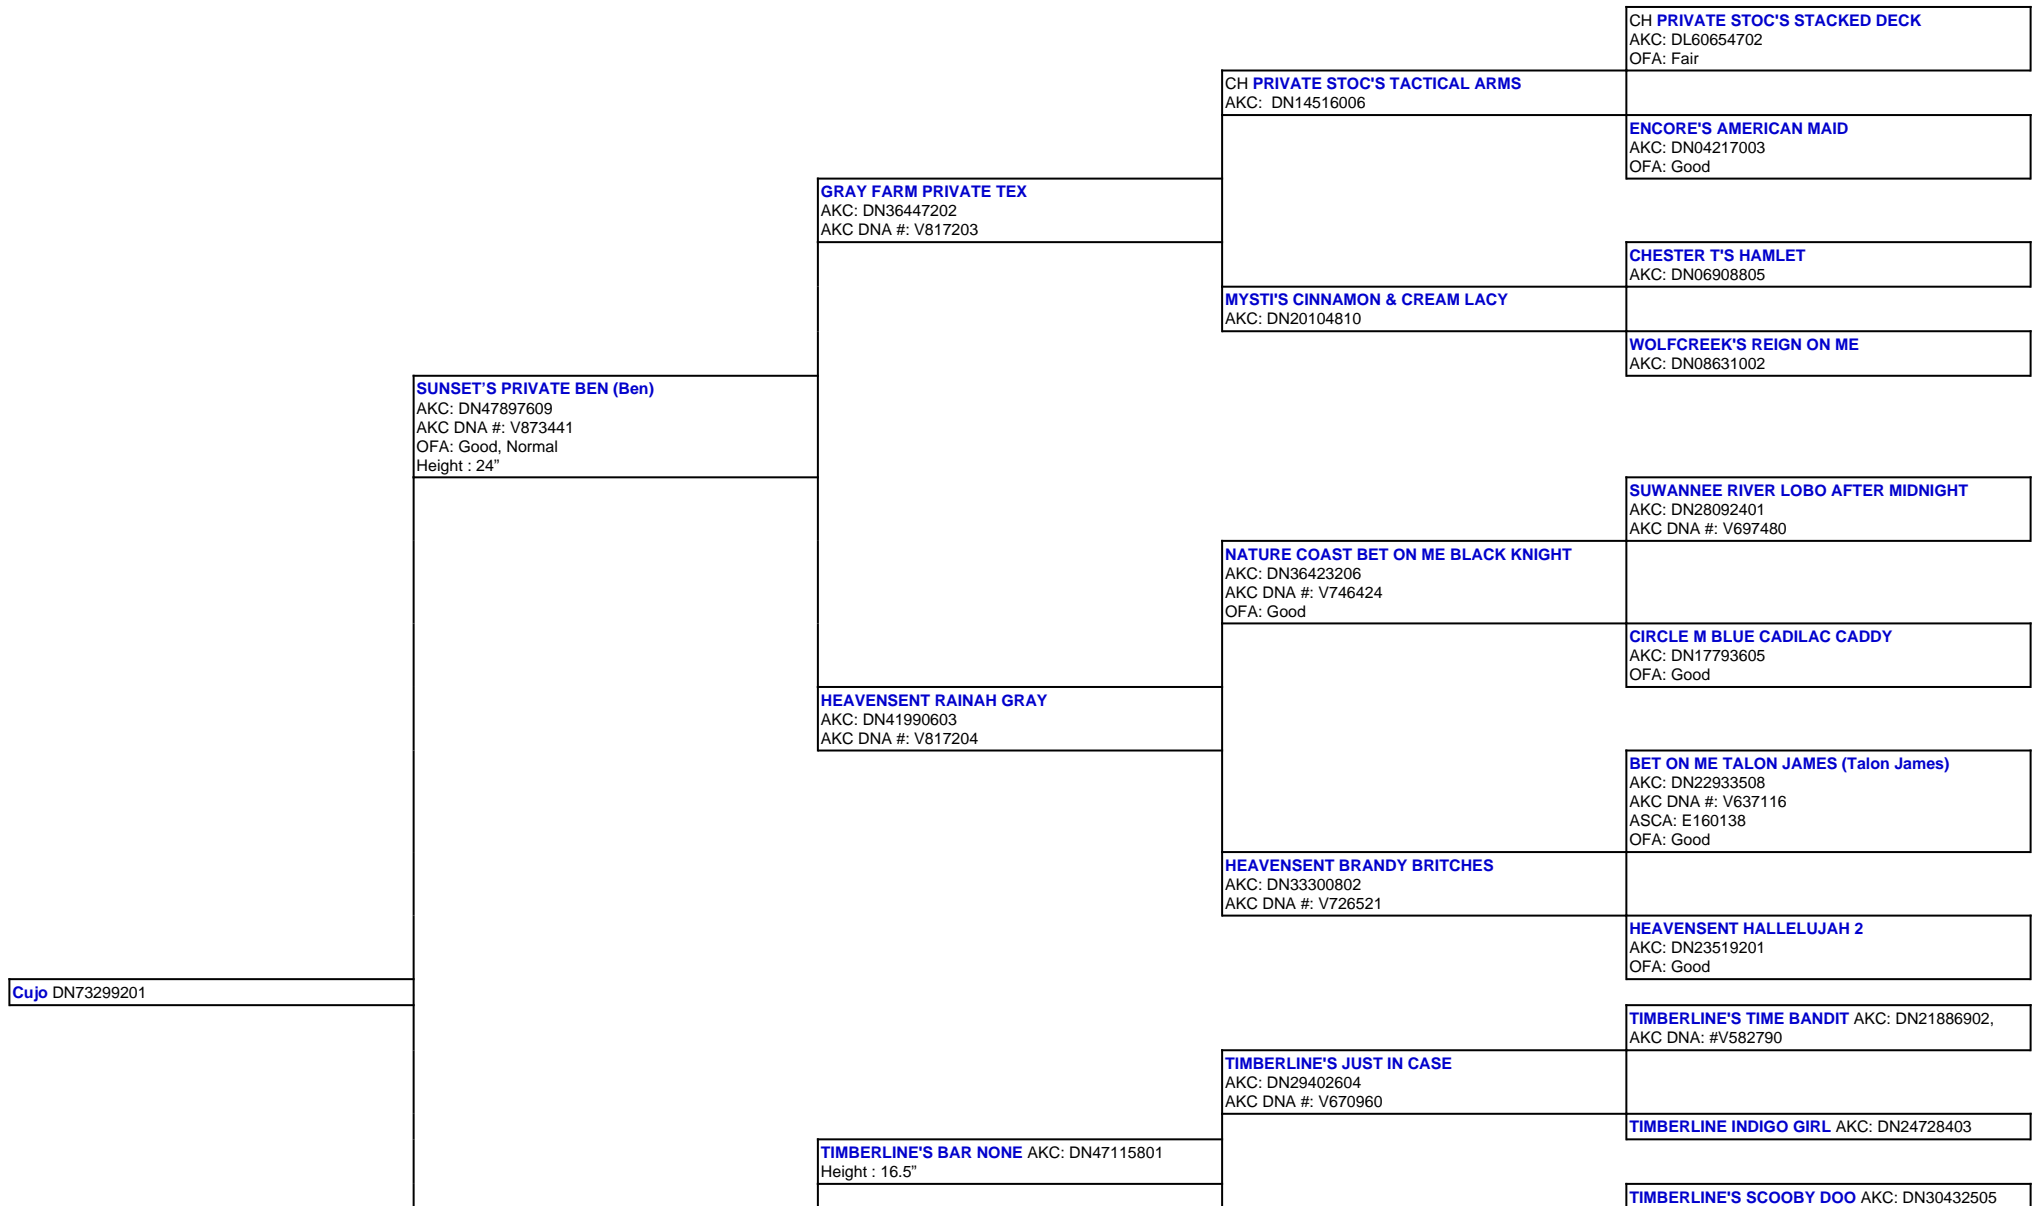 CH PRIVATE STOC'S STACKED DECK
AKC: DL60654702
OFA: Fair
CH PRIVATE STOC'S TACTICAL ARMS
AKC:  DN14516006
ENCORE'S AMERICAN MAID
AKC: DN04217003
OFA: Good
GRAY FARM PRIVATE TEX
AKC: DN36447202
AKC DNA #: V817203
CHESTER T'S HAMLET
AKC: DN06908805
MYSTI'S CINNAMON & CREAM LACY
AKC: DN20104810
WOLFCREEK'S REIGN ON ME
AKC: DN08631002
SUNSET’S PRIVATE BEN (Ben)
AKC: DN47897609
AKC DNA #: V873441
OFA: Good, Normal
Height : 24”
SUWANNEE RIVER LOBO AFTER MIDNIGHT
AKC: DN28092401
AKC DNA #: V697480
NATURE COAST BET ON ME BLACK KNIGHT
AKC: DN36423206
AKC DNA #: V746424
OFA: Good
CIRCLE M BLUE CADILAC CADDY
AKC: DN17793605
OFA: Good
HEAVENSENT RAINAH GRAY
AKC: DN41990603
AKC DNA #: V817204
BET ON ME TALON JAMES (Talon James)
AKC: DN22933508
AKC DNA #: V637116
ASCA: E160138
OFA: Good
HEAVENSENT BRANDY BRITCHES
AKC: DN33300802
AKC DNA #: V726521
HEAVENSENT HALLELUJAH 2
AKC: DN23519201
OFA: Good
Cujo DN73299201
TIMBERLINE'S TIME BANDIT AKC: DN21886902,
AKC DNA: #V582790
TIMBERLINE'S JUST IN CASE
AKC: DN29402604
AKC DNA #: V670960
TIMBERLINE INDIGO GIRL AKC: DN24728403
TIMBERLINE'S BAR NONE AKC: DN47115801
Height : 16.5”
TIMBERLINE'S SCOOBY DOO AKC: DN30432505